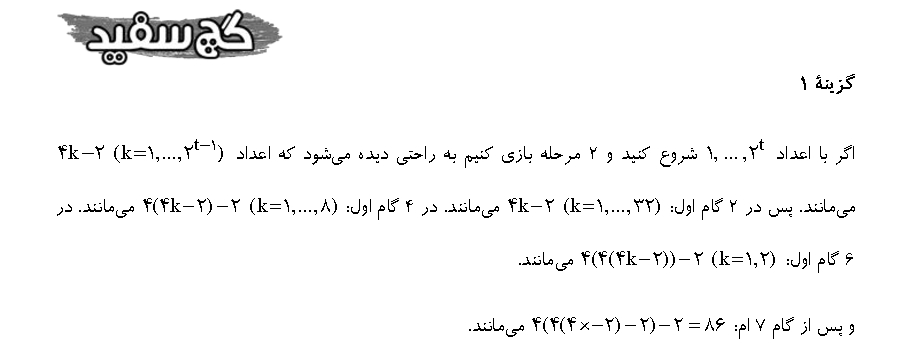 گچ سفید
گزینهٔ ۱
اگر با اعداد ۱, ... ,۲^t شروع کنید و ۲ مرحله بازی کنیم به راحتی دیده می‌شود که اعداد ۴k−۲ (k=۱,...,۲^{t−۱})
می‌مانند. پس در ۲ گام اول: ۴k−۲ (k=۱,...,۳۲) می‌مانند. در ۴ گام اول: ۴(۴k−۲)−۲ (k=۱,...,۸) می‌مانند. در
۶ گام اول: ۴(۴(۴k−۲))−۲ (k=۱,۲) می‌مانند.
و پس از گام ۷ ام: ۴(۴(۴×−۲)−۲)−۲=۸۶ می‌مانند.